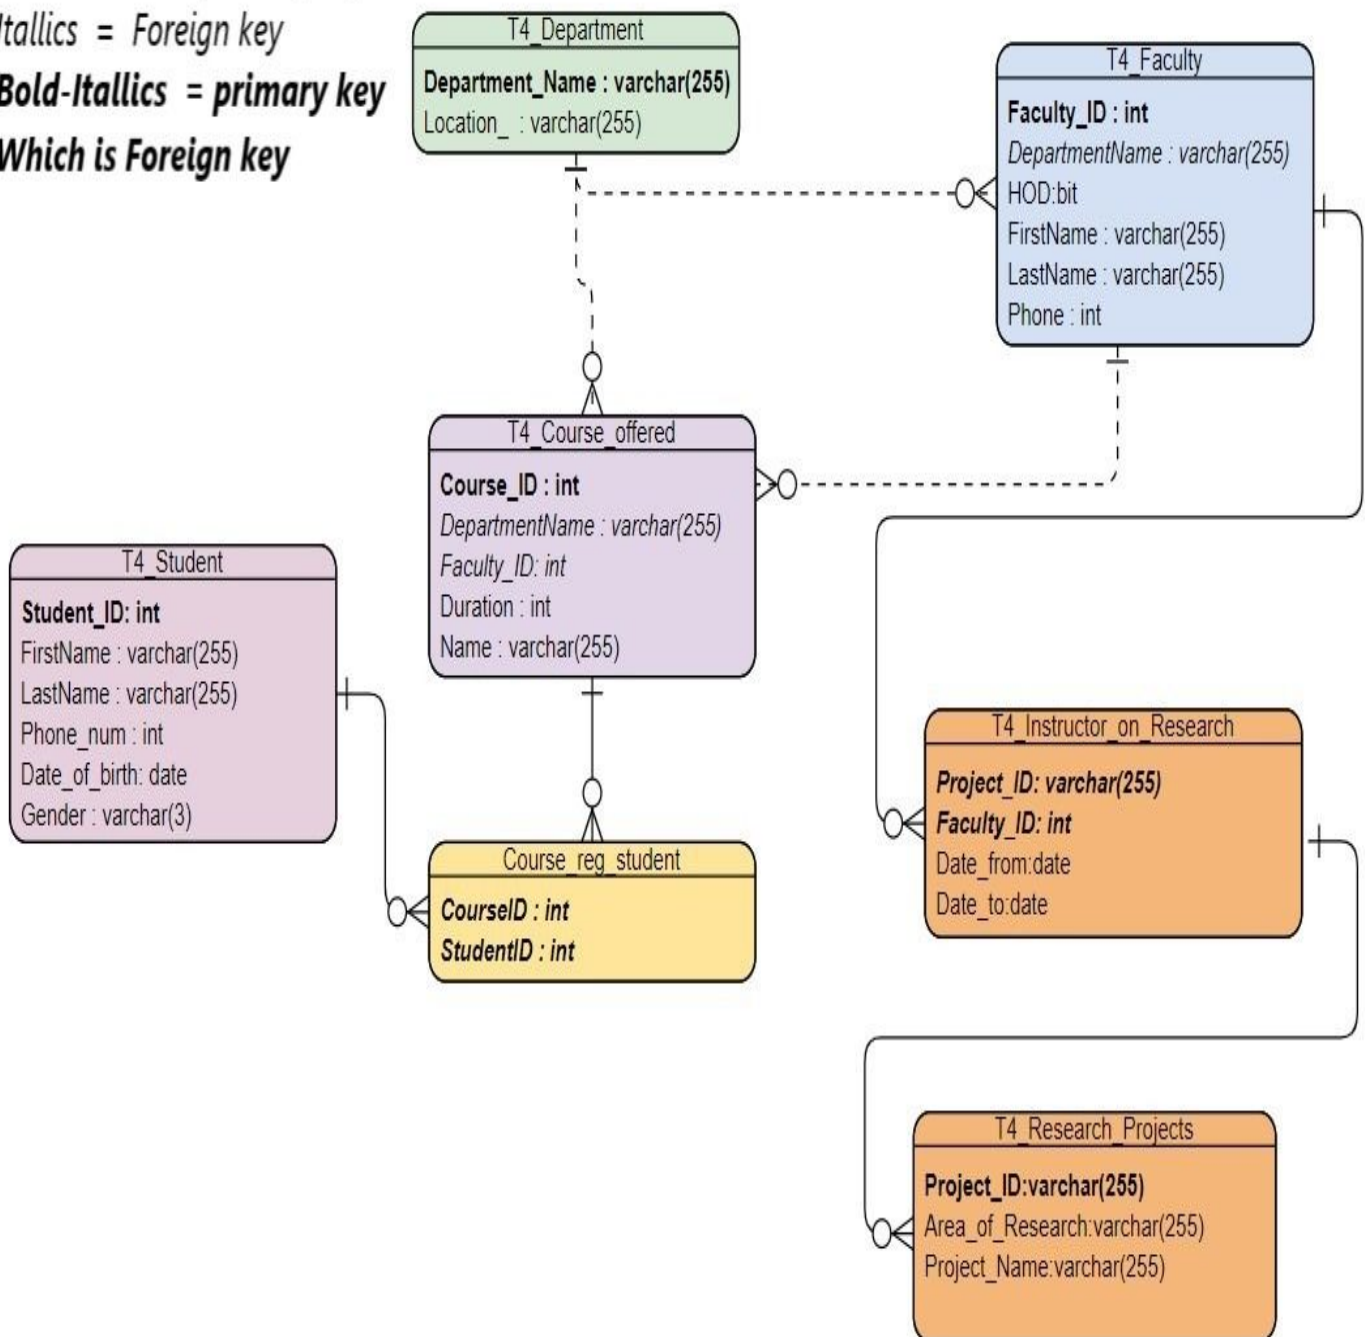 Itallics = Foreign key
Bold-Itallics = primary key
Which is Foreign key
T4_Department
Department_Name : varchar(255)
Location_ : varchar(255)
T4_Faculty
Faculty_ID : int
DepartmentName : varchar(255)
HOD:bit
FirstName : varchar(255)
LastName : varchar(255)
Phone : int
T4_Course_offered
Course_ID : int
DepartmentName : varchar(255)
Faculty_ID: int
Duration : int
Name : varchar(255)
T4_Student
Student_ID: int
FirstName : varchar(255)
LastName : varchar(255)
Phone_num : int
Date_of_birth: date
Gender : varchar(3)
Course_reg_student
CourseID : int
StudentID : int
T4_Instructor_on_Research
Project_ID: varchar(255)
Faculty_ID: int
Date_from:date
Date_to:date
T4_Research_Projects
Project_ID:varchar(255)
Area_of_Research:varchar(255)
Project_Name:varchar(255)